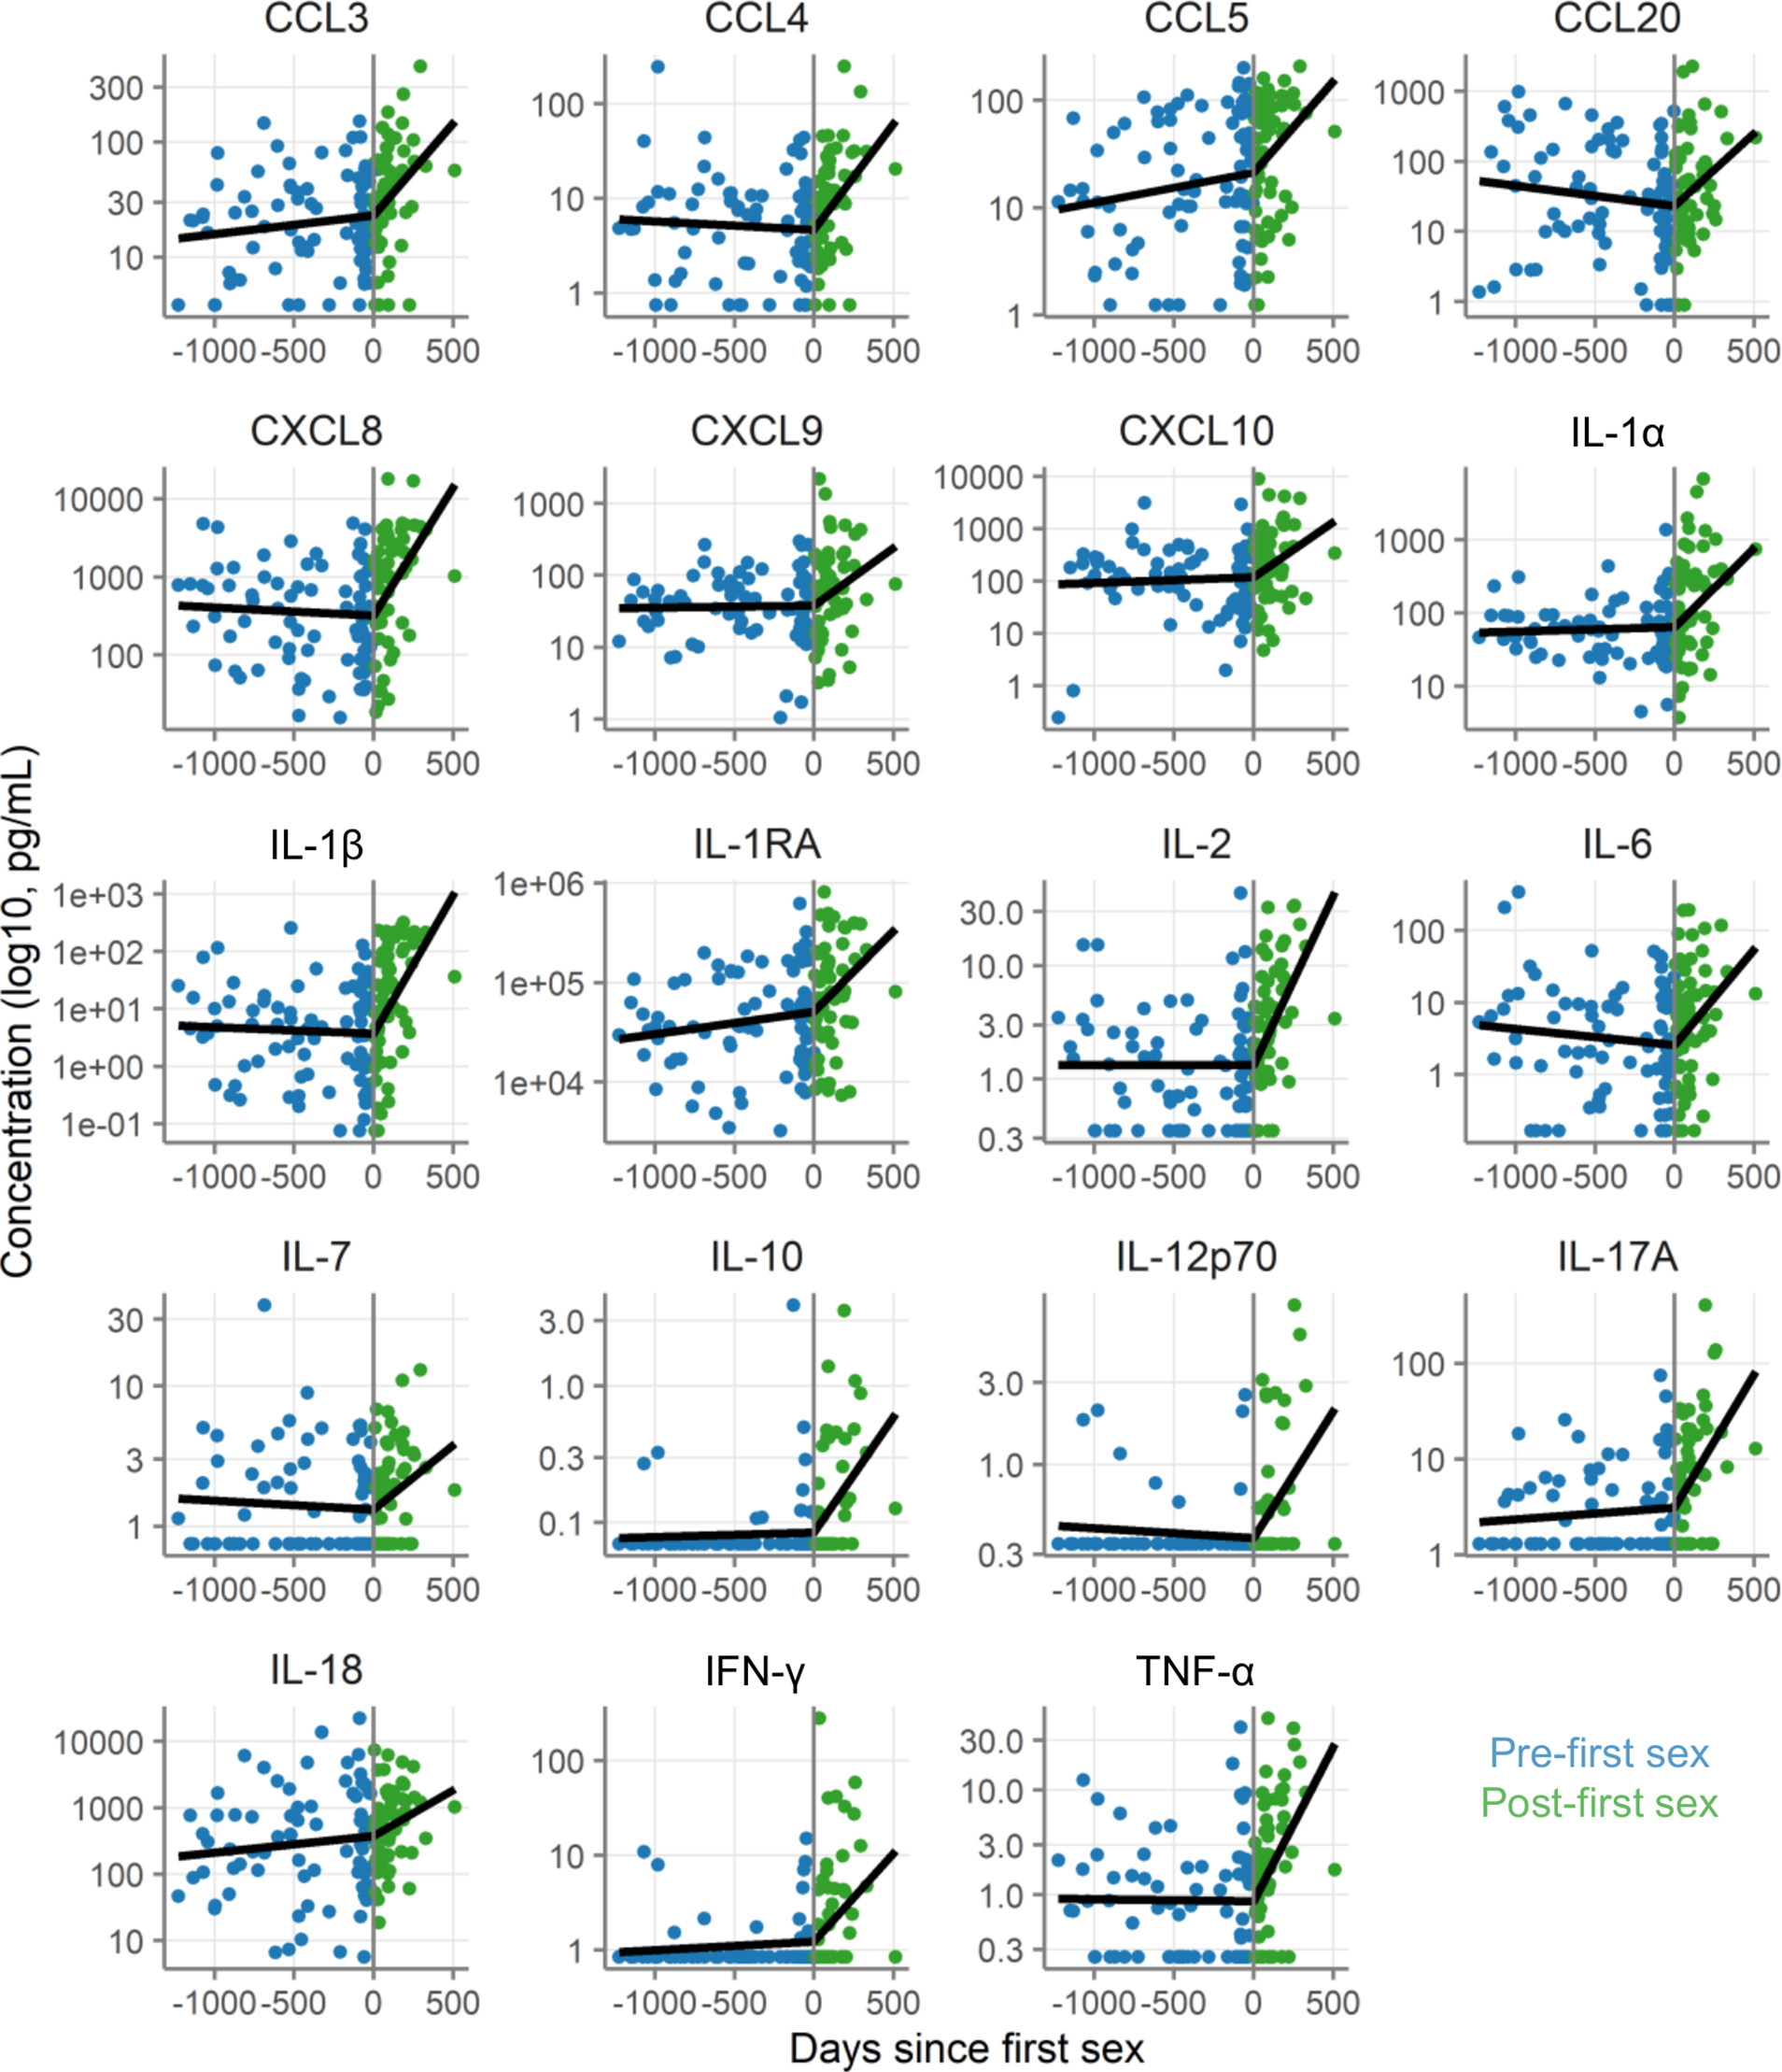 CCL3 CCL4 CCL5 CCL20
300 100 30 10
100 10 1
100 10 1
1000 100 10 1
-1000 -500 0 500 -1000 -500 0 500 -1000 -500 0 500 -1000 -500 0 500
CXCL8 CXCL9 CXCL10 IL-1α
10000 1000 100
1000 100 10 1
10000 1000 100 10 1
1000 100 10
-1000 -500 0 500 -1000 -500 0 500 -1000 -500 0 500 -1000 -500 0 500
Concentration (log10, pg/mL)
IL-1β IL-1RA IL-2 IL-6
1e+03 1e+02 1e+01 1e+00 1e-01
1e+06 1e+05 1e+04
30.0 10.0 3.0 1.0 0.3
100 10 1
-1000 -500 0 500 -1000 -500 0 500 -1000 -500 0 500 -1000 -500 0 500
IL-7 IL-10 IL-12p70 IL-17A
30 10 3 1
3.0 1.0 0.3 0.1
3.0 1.0 0.3
100 10 1
-1000 -500 0 500 -1000 -500 0 500 -1000 -500 0 500 -1000 -500 0 500
IL-18 IFN-γ TNF-α
10000 1000 100 10
100 10 1
30.0 10.0 3.0 1.0 0.3
Pre-first sex
Post-first sex
-1000 -500 0 500 -1000 -500 0 500 -1000 -500 0 500
Days since first sex